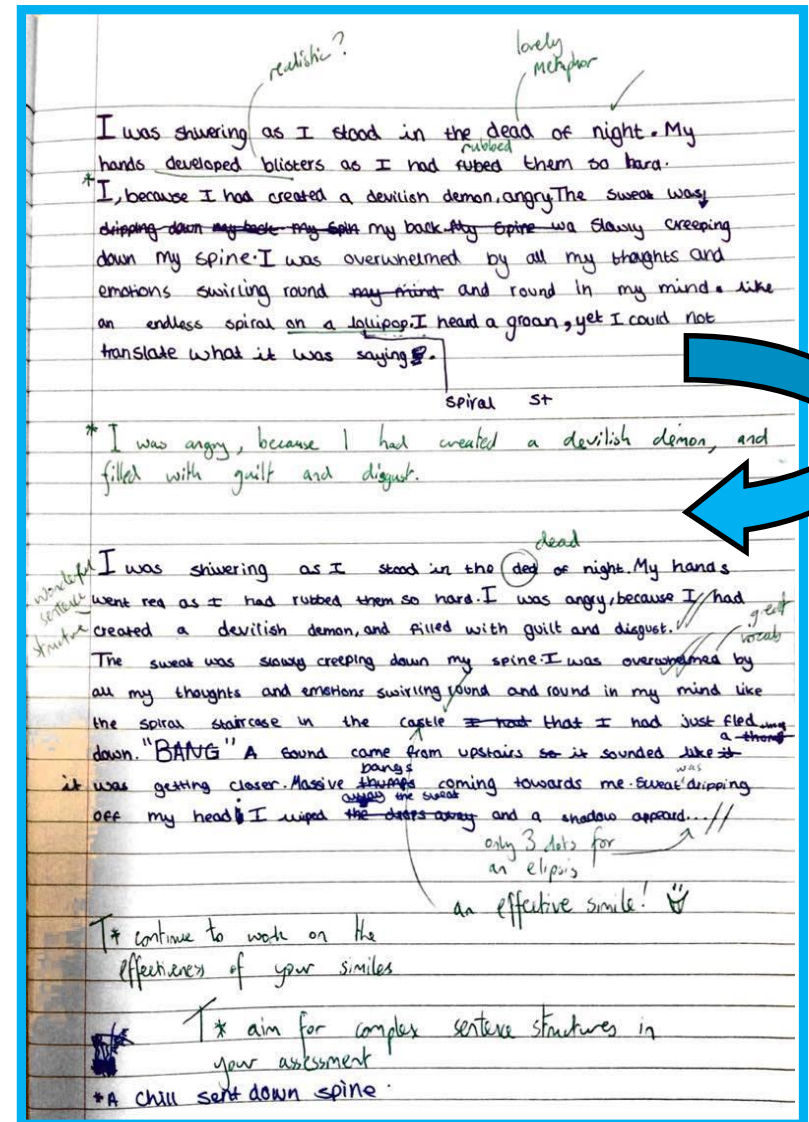 realistic?
lovely
metaphor
I was shivering as I stood in the dead of night. My
rubbed
hands developed blisters as I had rubed them so hard.
*I, because I had created a devilish demon, angry The sweat was
dripping down my back my spin my back My spine wa slowly creeping
down my spine. I was overwhelmed by all my thoughts and
emotions swirling round my mind and round in my mind. like
an endless spiral on a lollipop. I heard a groan, yet I could not
translate what it was saying.
spiral st
* I was angry, because I had created a devilish demon, and
filled with guilt and disgust.
dead
I was shivering as I stood in the ded of night. My hands
wonderful
sentence
structure
went red as I had rubbed them so hard. I was angry, because I had
created a devilish demon, and filled with guilt and disgust.
great
vocab
The sweat was slowly creeping down my spine. I was overwhelmed by
all my thoughts and emotions swirling round and round in my mind like
the spiral staircase in the castle I had that I had just fled
down. "BANG" A sound came from upstairs so it sounded like it
bangs
was
it was getting closer. Massive thumps coming towards me. Sweat dripping
away the sweat
off my head I wiped the drops away and a shadow appeard...
only 3 dots for
an elipsis
an effective simile!
T* continue to work on the
effectiveness of your similes
T* aim for complex sentence structures in
your assessment
*A chill sent down spine.